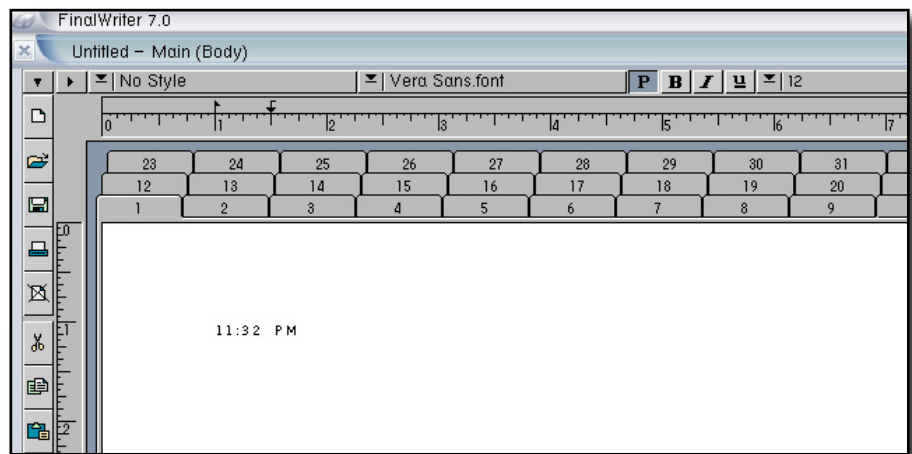 FinalWriter 7.0
Untitled – Main (Body)
No Style Vera Sans.font P B I u 12
0 1 2 3 4 5 6 7
23 24 25 26 27 28 29 30 31
12 13 14 15 16 17 18 19 20
1 2 3 4 5 6 7 8 9
0
11:32 PM
1
2